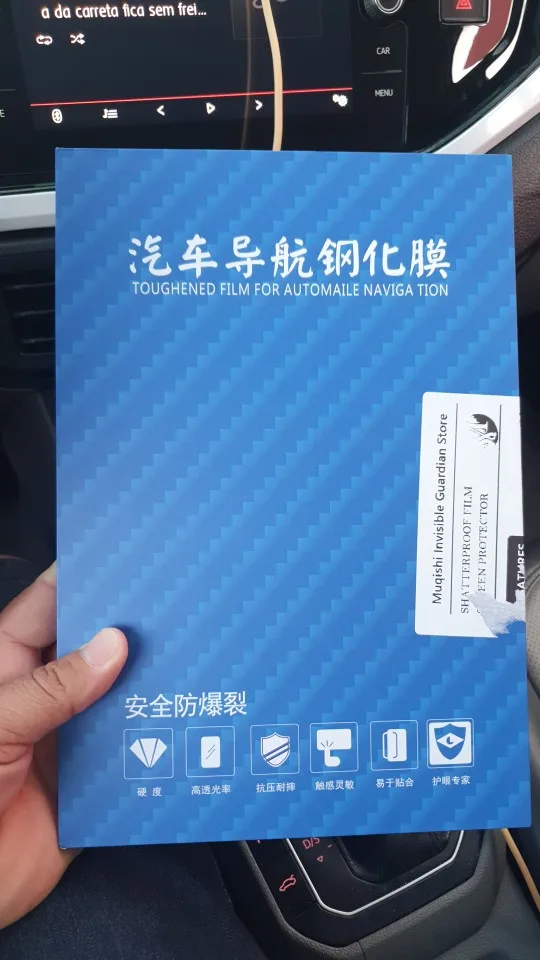 a da carreta fica sem frei...
CAR
MENU
汽车导航钢化膜
TOUGHENED FILM FOR AUTOMAILE NAVIGA TION
Muqishi Invisible Guardian Store
SHATTERPROOF FILM
SCREEN PROTECTOR
安全防爆裂
硬 度
高透光率
抗压耐摔
触感灵敏
易于贴合
护眼专家
D/S